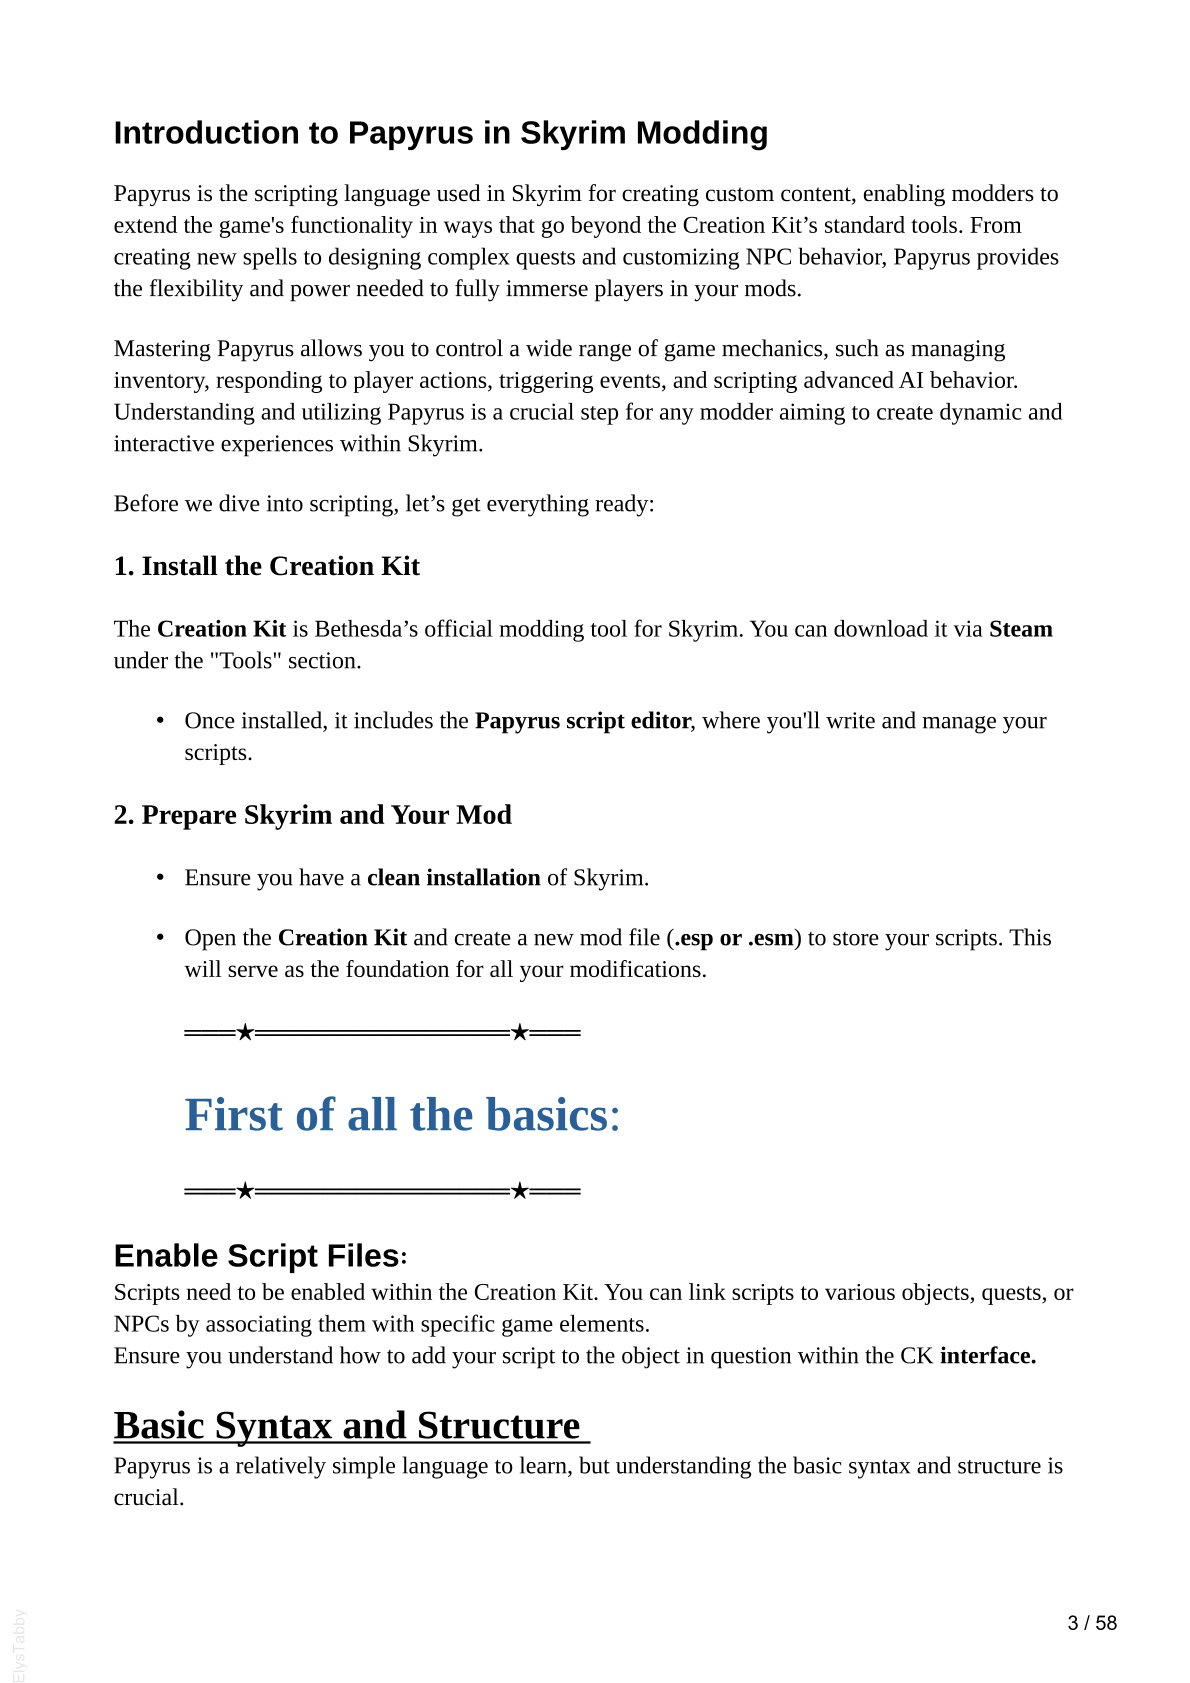 Introduction to Papyrus in Skyrim Modding
Papyrus is the scripting language used in Skyrim for creating custom content, enabling modders to
extend the game's functionality in ways that go beyond the Creation Kit’s standard tools. From
creating new spells to designing complex quests and customizing NPC behavior, Papyrus provides
the flexibility and power needed to fully immerse players in your mods.
Mastering Papyrus allows you to control a wide range of game mechanics, such as managing
inventory, responding to player actions, triggering events, and scripting advanced AI behavior.
Understanding and utilizing Papyrus is a crucial step for any modder aiming to create dynamic and
interactive experiences within Skyrim.
Before we dive into scripting, let’s get everything ready:
1. Install the Creation Kit
The Creation Kit is Bethesda’s official modding tool for Skyrim. You can download it via Steam
under the "Tools" section.
• Once installed, it includes the Papyrus script editor, where you'll write and manage your
scripts.
2. Prepare Skyrim and Your Mod
• Ensure you have a clean installation of Skyrim.
• Open the Creation Kit and create a new mod file (.esp or .esm) to store your scripts. This
will serve as the foundation for all your modifications.
═══★═══════════════★═══
First of all the basics:
═══★═══════════════★═══
Enable Script Files:
Scripts need to be enabled within the Creation Kit. You can link scripts to various objects, quests, or
NPCs by associating them with specific game elements.
Ensure you understand how to add your script to the object in question within the CK interface.
Basic Syntax and Structure
Papyrus is a relatively simple language to learn, but understanding the basic syntax and structure is
crucial.
3 / 58
ElysTabby